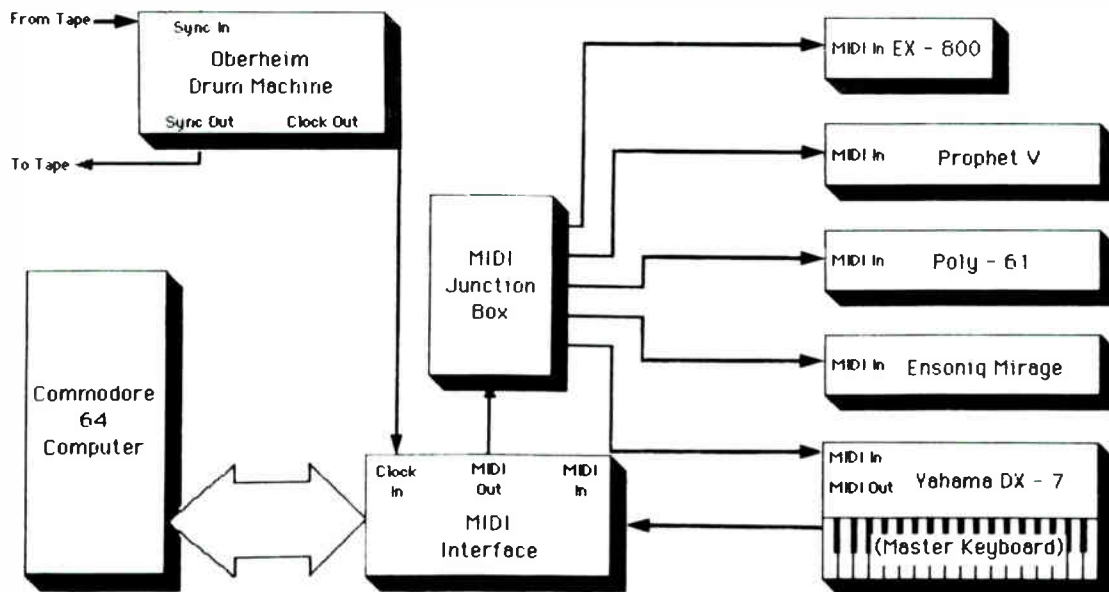 From Tape
Sync In
Oberheim
Drum Machine
Sync Out Clock Out
To Tape
MIDI In EX - 800
MIDI In Prophet V
MIDI
Junction
Box
MIDI In Poly - 61
MIDI In Ensoniq Mirage
Commodore
64
Computer
Clock
In
MIDI
Out
MIDI
In
MIDI
Interface
MIDI In
MIDI Out
Yahama DX - 7
(Master Keyboard)